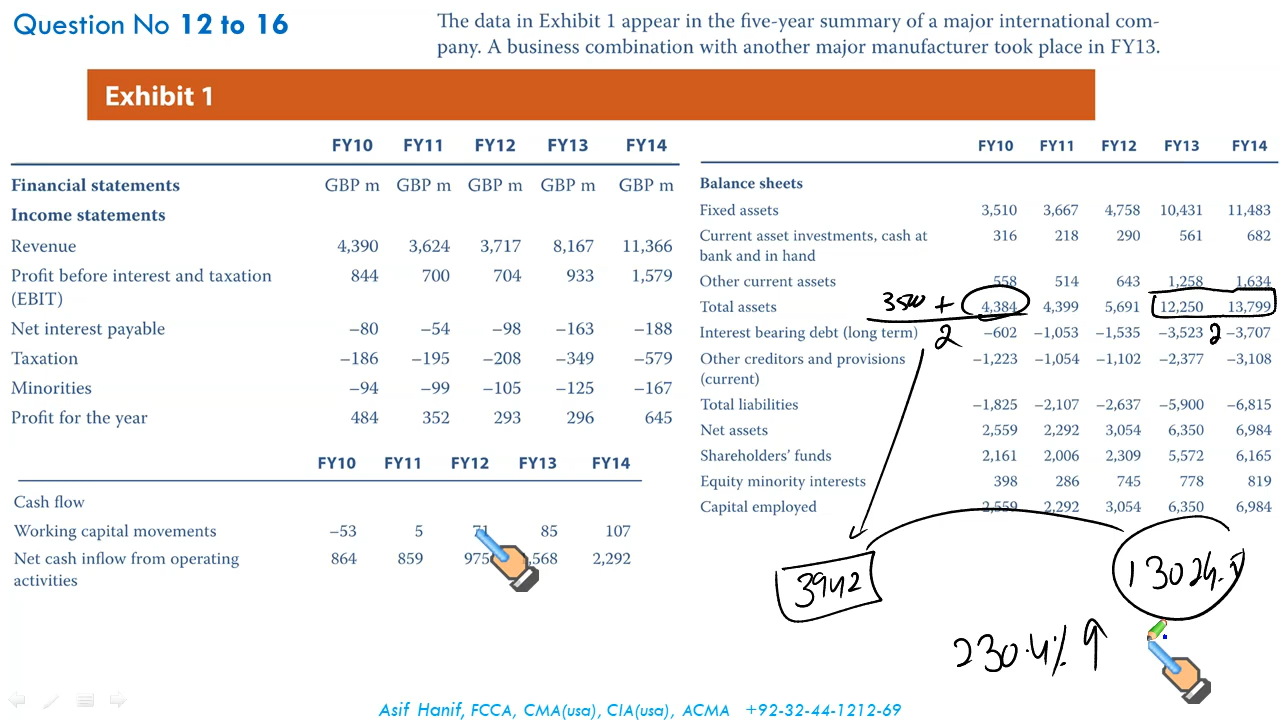 Question No 12 to 16
The data in Exhibit 1 appear in the five-year summary of a major international com-
pany. A business combination with another major manufacturer took place in FY13.
Exhibit 1
FY10 FY11 FY12 FY13 FY14
Financial statements GBP m GBP m GBP m GBP m GBP m
Income statements
Revenue 4,390 3,624 3,717 8,167 11,366
Profit before interest and taxation 844 700 704 933 1,579
(EBIT)
Net interest payable −80 −54 −98 −163 −188
Taxation −186 −195 −208 −349 −579
Minorities −94 −99 −105 −125 −167
Profit for the year 484 352 293 296 645
FY10 FY11 FY12 FY13 FY14
Cash flow
Working capital movements −53 5 71 85 107
Net cash inflow from operating 864 859 975 ,568 2,292
activities
FY10 FY11 FY12 FY13 FY14
Balance sheets
Fixed assets 3,510 3,667 4,758 10,431 11,483
Current asset investments, cash at 316 218 290 561 682
bank and in hand
Other current assets 558 514 643 1,258 1,634
3500 +
Total assets 4,384 4,399 5,691 12,250 13,799
2
2
Interest bearing debt (long term) −602 −1,053 −1,535 −3,523 −3,707
Other creditors and provisions −1,223 −1,054 −1,102 −2,377 −3,108
(current)
Total liabilities −1,825 −2,107 −2,637 −5,900 −6,815
Net assets 2,559 2,292 3,054 6,350 6,984
Shareholders' funds 2,161 2,006 2,309 5,572 6,165
Equity minority interests 398 286 745 778 819
Capital employed 2,559 2,292 3,054 6,350 6,984
3942
230.4% ↑
Asif Hanif, FCCA, CMA(usa), CIA(usa), ACMA +92-32-44-1212-69